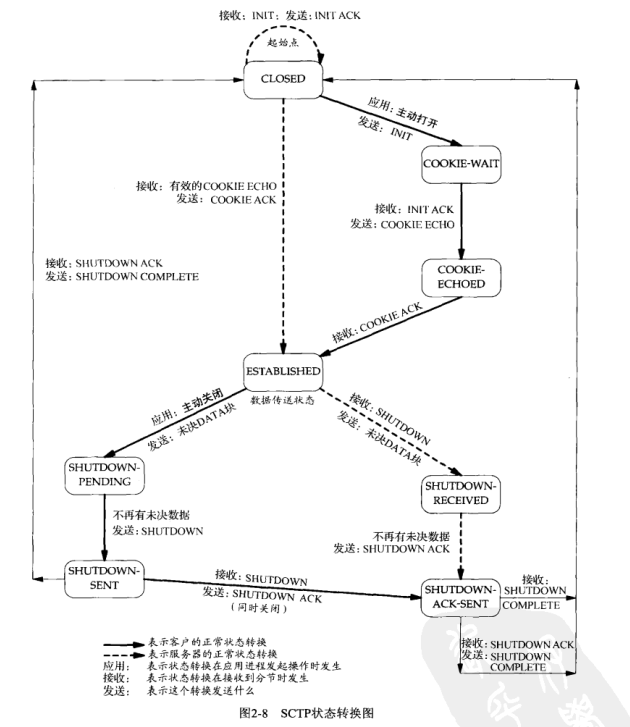 接收：INIT；发送：INIT ACK
起始点
CLOSED
应用：主动打开
发送：INIT
COOKIE-WAIT
接收：有效的COOKIE ECHO
发送：COOKIE ACK
接收：INIT ACK
发送：COOKIE ECHO
接收：SHUTDOWN ACK
发送：SHUTDOWN COMPLETE
COOKIE-
ECHOED
接收：COOKIE ACK
ESTABLISHED
数据传送状态
应用：主动关闭
发送：未决DATA块
接收：SHUTDOWN
发送：未决DATA块
SHUTDOWN-
PENDING
SHUTDOWN-
RECEIVED
不再有未决数据
发送：SHUTDOWN
不再有未决数据
发送：SHUTDOWN ACK
SHUTDOWN-
SENT
接收：SHUTDOWN
发送：SHUTDOWN ACK
（同时关闭）
SHUTDOWN-
ACK-SENT
接收：
SHUTDOWN
COMPLETE
接收：SHUTDOWN ACK
发送：SHUTDOWN
COMPLETE
表示客户的正常状态转换
表示服务器的正常状态转换
应用： 表示状态转换在应用进程发起操作时发生
接收： 表示状态转换在接收到分节时发生
发送： 表示这个转换发送什么
图2-8 SCTP状态转换图